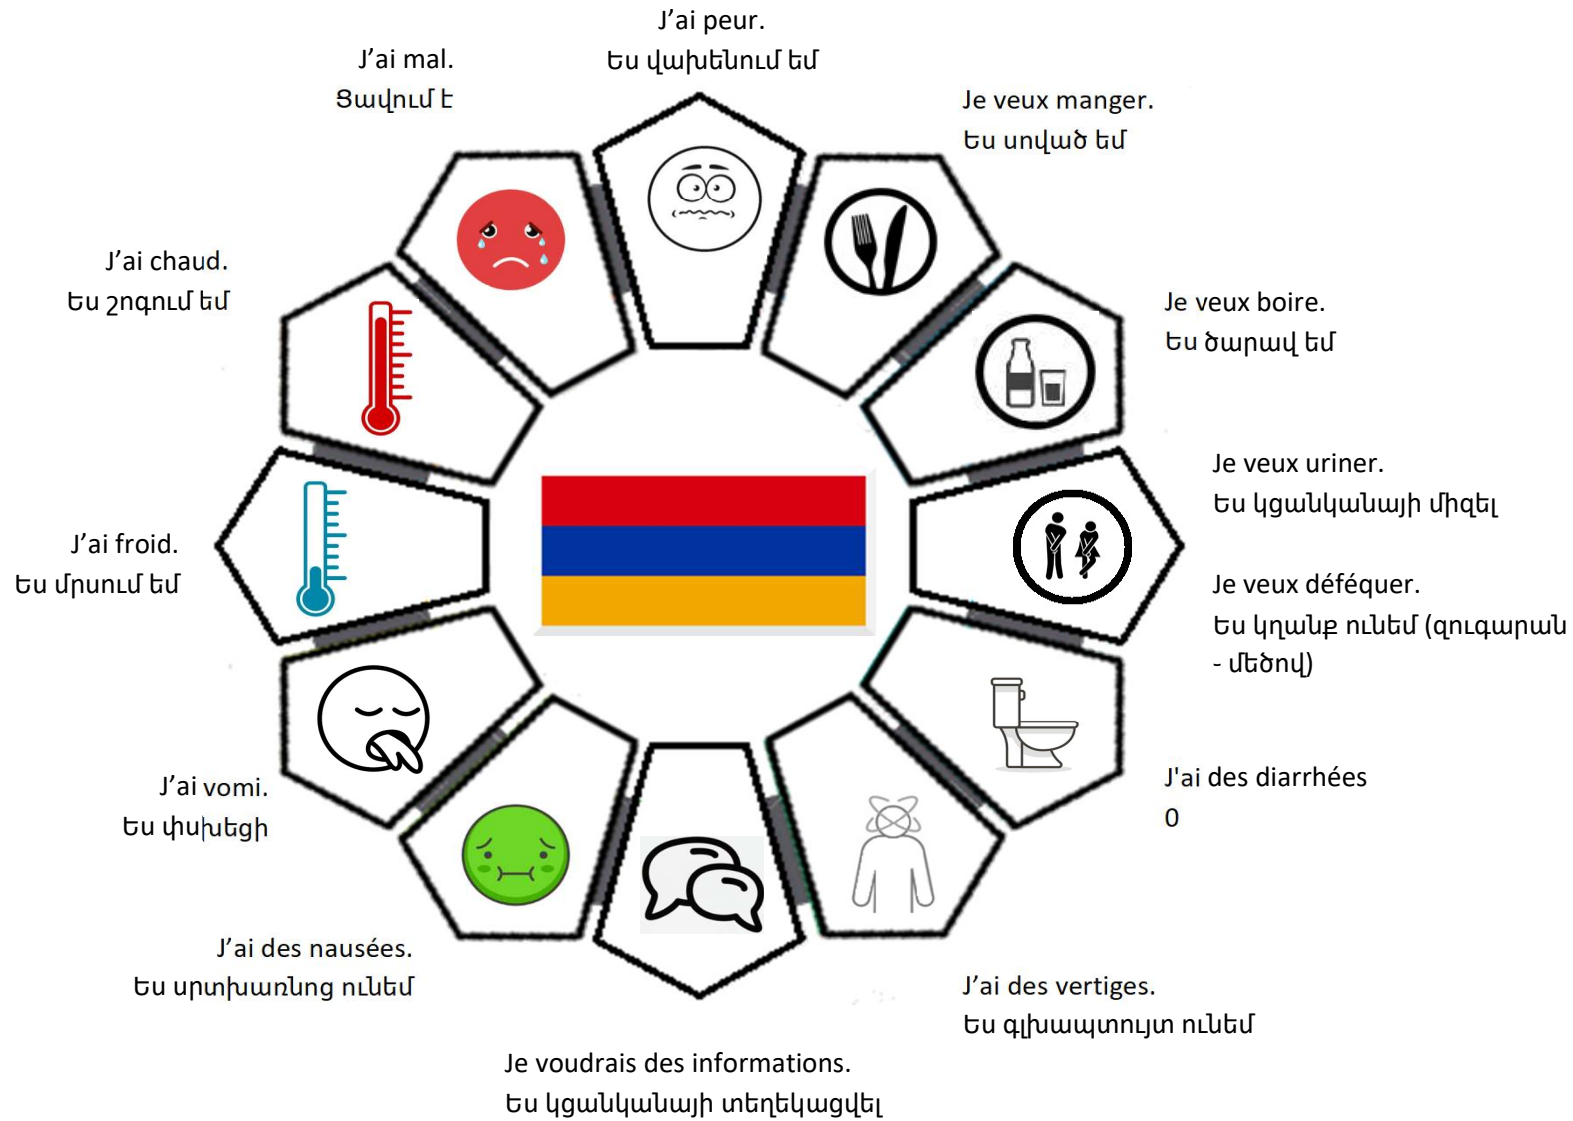 J’ai peur.
Ես վախենում եմ
J’ai mal.
Ցավում է
Je veux manger.
Ես սոված եմ
J’ai chaud.
Ես շոգում եմ
Je veux boire.
Ես ծարավ եմ
Je veux uriner.
Ես կցանկանայի միզել
J’ai froid.
Ես մրսում եմ
Je veux déféquer.
Ես կղանք ունեմ (զուգարան
- մեծով)
J’ai vomi.
Ես փսխեցի
J'ai des diarrhées
0
J’ai des nausées.
Ես սրտխառնոց ունեմ
J’ai des vertiges.
Ես գլխապտույտ ունեմ
Je voudrais des informations.
Ես կցանկանայի տեղեկացվել